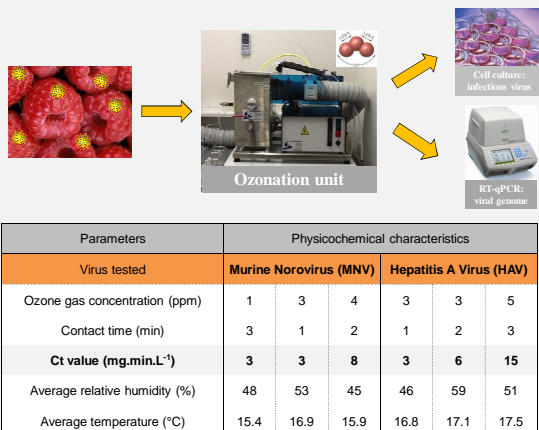 Cell culture:
infectious virus
Ozonation unit
RT-qPCR:
viral genome
Parameters Physicochemical characteristics
Virus tested Murine Norovirus (MNV) Hepatitis A Virus (HAV)
Ozone gas concentration (ppm) 1 3 4 3 3 5
Contact time (min) 3 1 2 1 2 3
Ct value (mg.min.L⁻¹) 3 3 8 3 6 15
Average relative humidity (%) 48 53 45 46 59 51
Average temperature (°C) 15.4 16.9 15.9 16.8 17.1 17.5